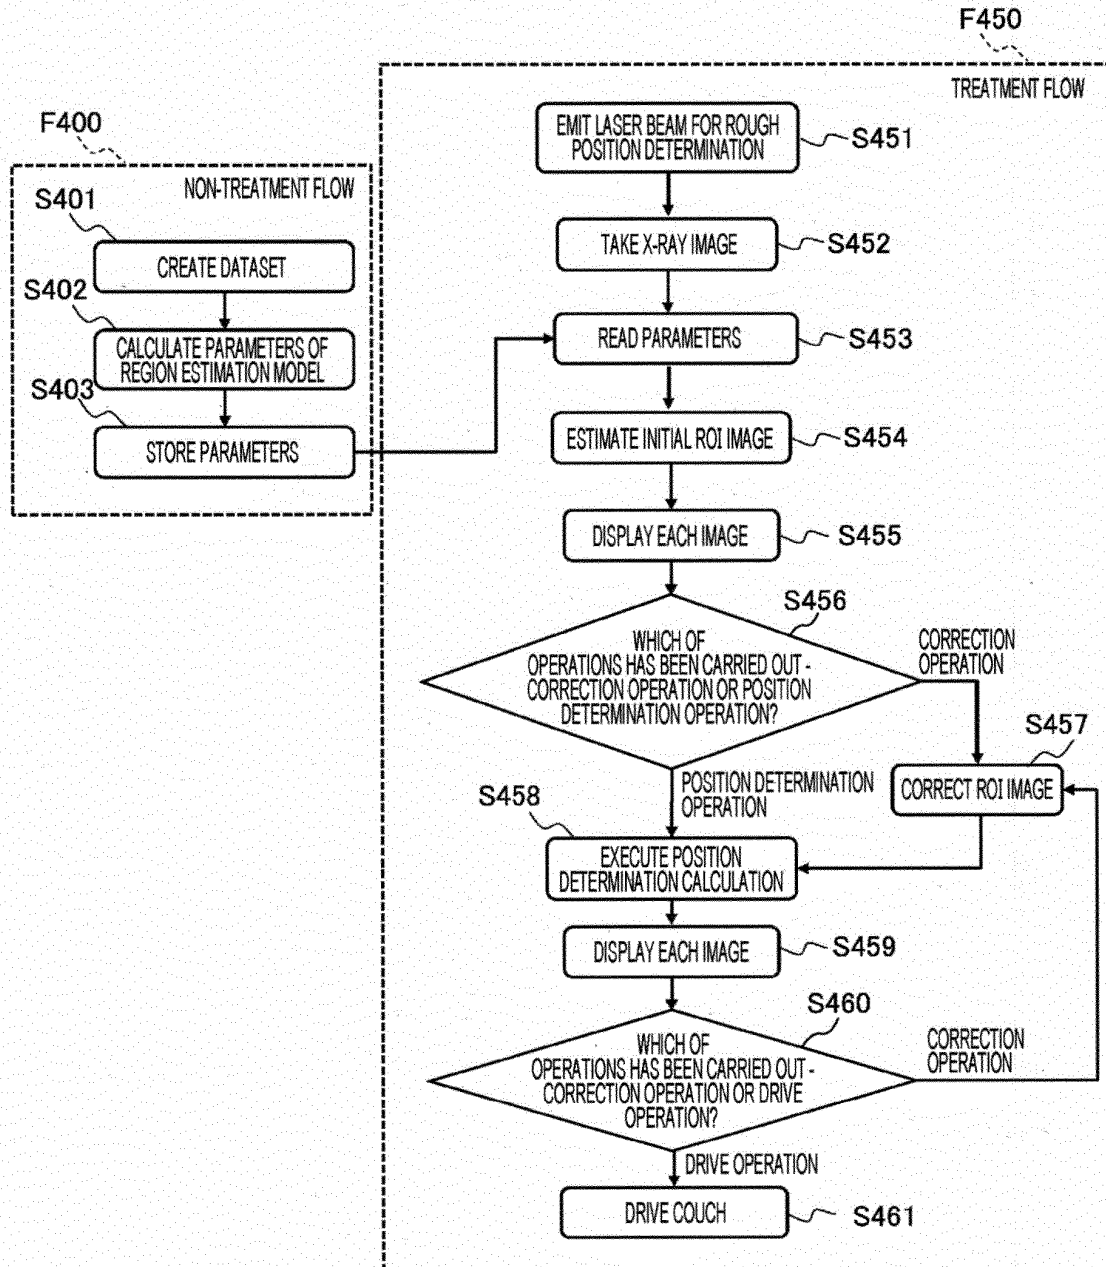 F450
TREATMENT FLOW
F400
NON-TREATMENT FLOW
S401
CREATE DATASET
S402
CALCULATE PARAMETERS OF
REGION ESTIMATION MODEL
S403
STORE PARAMETERS
EMIT LASER BEAM FOR ROUGH
POSITION DETERMINATION
S451
TAKE X-RAY IMAGE
S452
READ PARAMETERS
S453
ESTIMATE INITIAL ROI IMAGE
S454
DISPLAY EACH IMAGE
S455
S456
WHICH OF
OPERATIONS HAS BEEN CARRIED OUT -
CORRECTION OPERATION OR POSITION
DETERMINATION OPERATION?
CORRECTION
OPERATION
S457
CORRECT ROI IMAGE
POSITION DETERMINATION
OPERATION
S458
EXECUTE POSITION
DETERMINATION CALCULATION
DISPLAY EACH IMAGE
S459
S460
WHICH OF
OPERATIONS HAS BEEN CARRIED OUT -
CORRECTION OPERATION OR DRIVE
OPERATION?
CORRECTION
OPERATION
DRIVE OPERATION
DRIVE COUCH
S461